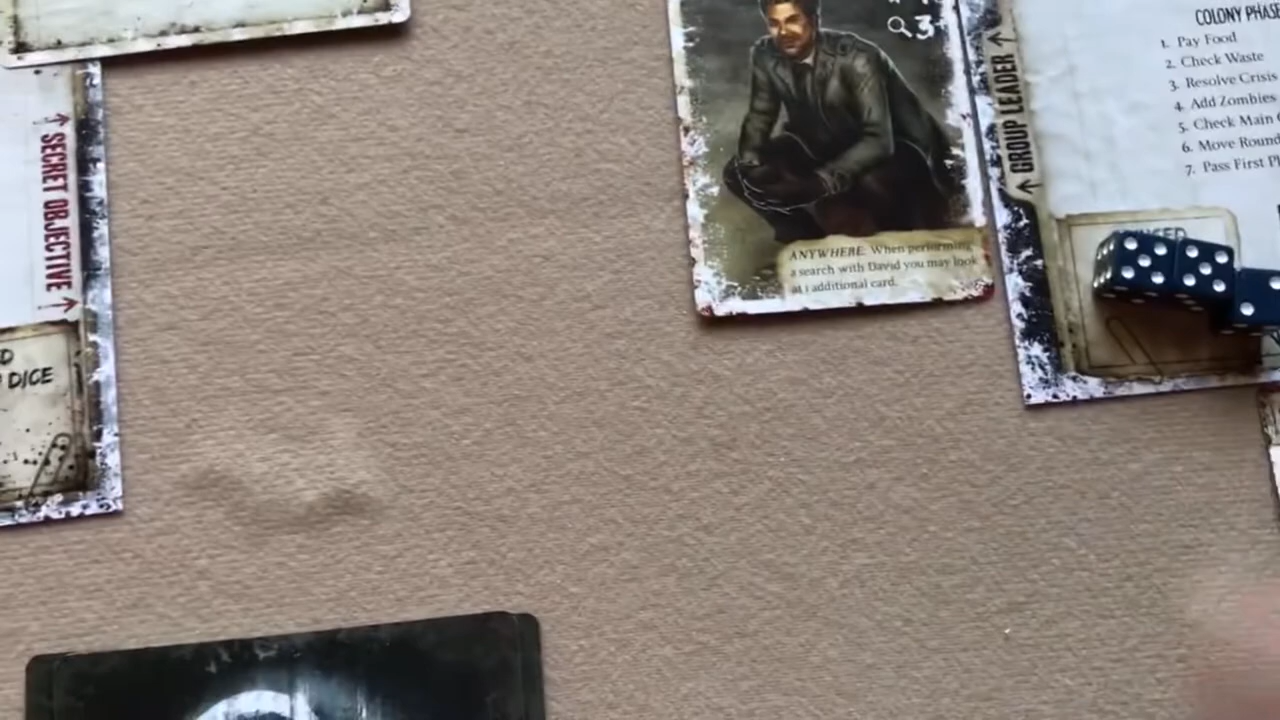 SECRET OBJECTIVE
D
DICE
3+
ANYWHERE: When performing
a search with David you may look
at 1 additional card.
GROUP LEADER
COLONY PHASE
1. Pay Food
2. Check Waste
3. Resolve Crisis
4. Add Zombies
5. Check Main
6. Move Round
7. Pass First Pl